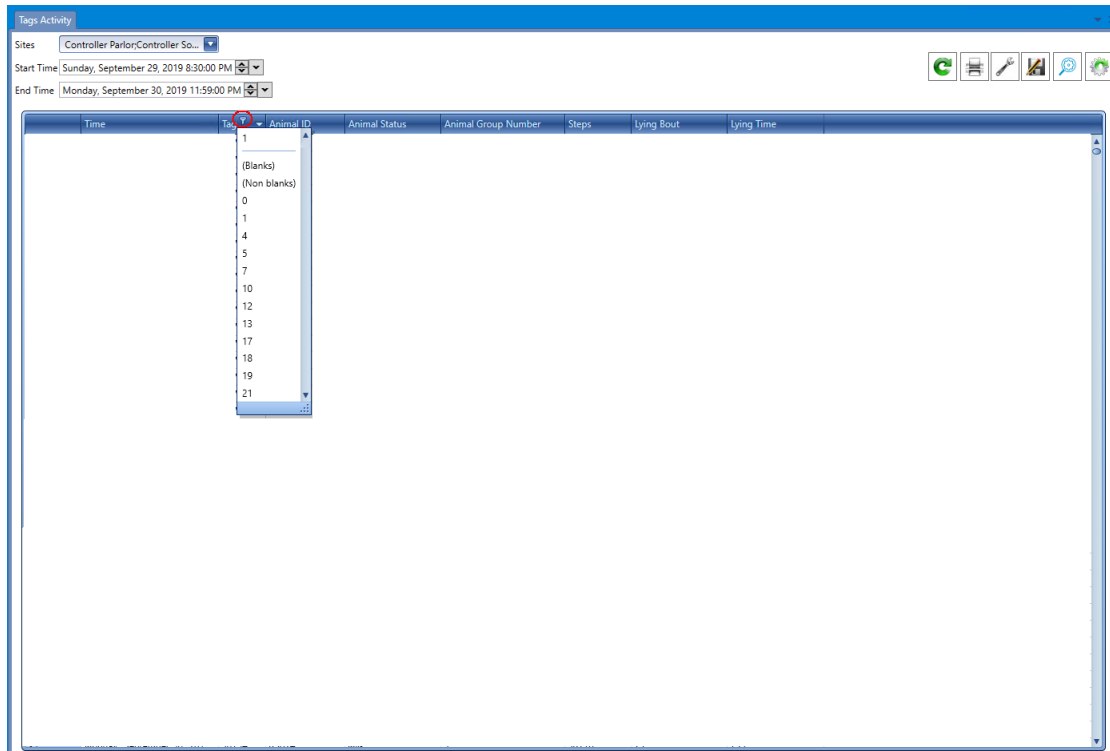 Tags Activity
Sites Controller Parlor;Controller So...
Start Time Sunday, September 29, 2019 8:30:00 PM
End Time Monday, September 30, 2019 11:59:00 PM
Time Tag Animal ID Animal Status Animal Group Number Steps Lying Bout Lying Time
1
(Blanks)
(Non blanks)
0
1
4
5
7
10
12
13
17
18
19
21